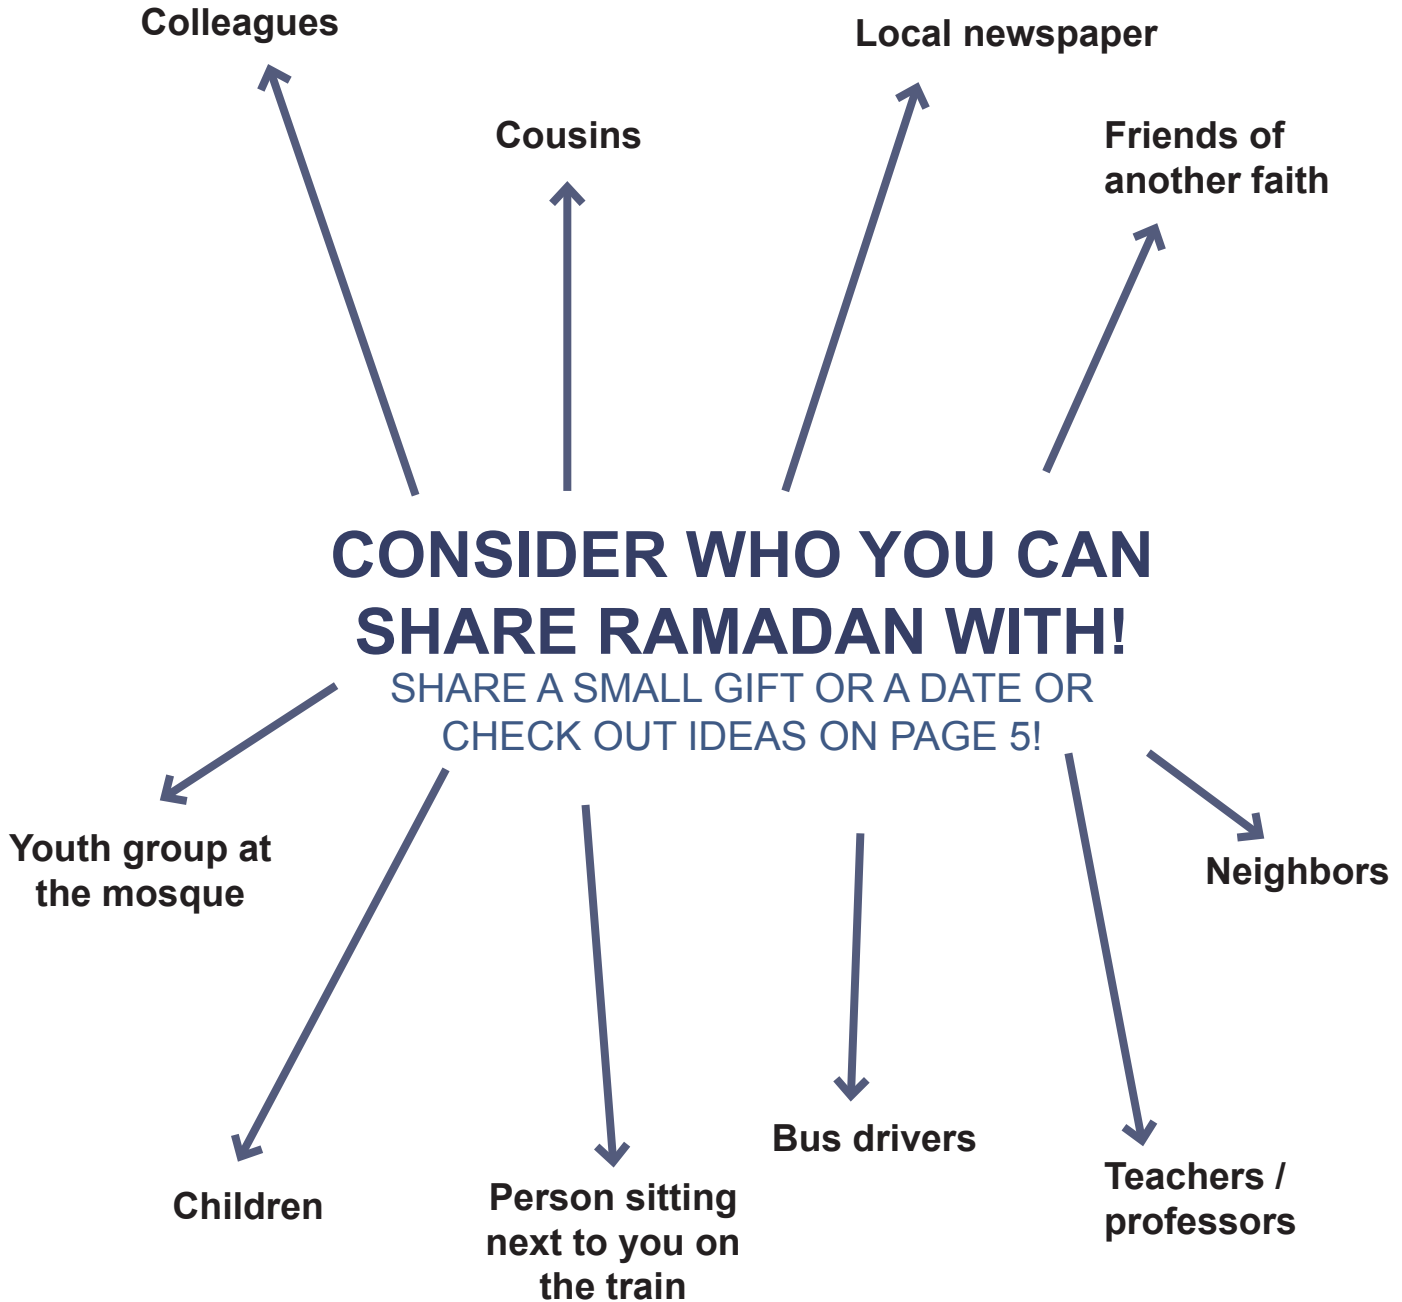 Colleagues
Local newspaper
Cousins
Friends of
another faith
CONSIDER WHO YOU CAN
SHARE RAMADAN WITH!
SHARE A SMALL GIFT OR A DATE OR
CHECK OUT IDEAS ON PAGE 5!
Youth group at
the mosque
Neighbors
Children
Person sitting
next to you on
the train
Bus drivers
Teachers /
professors